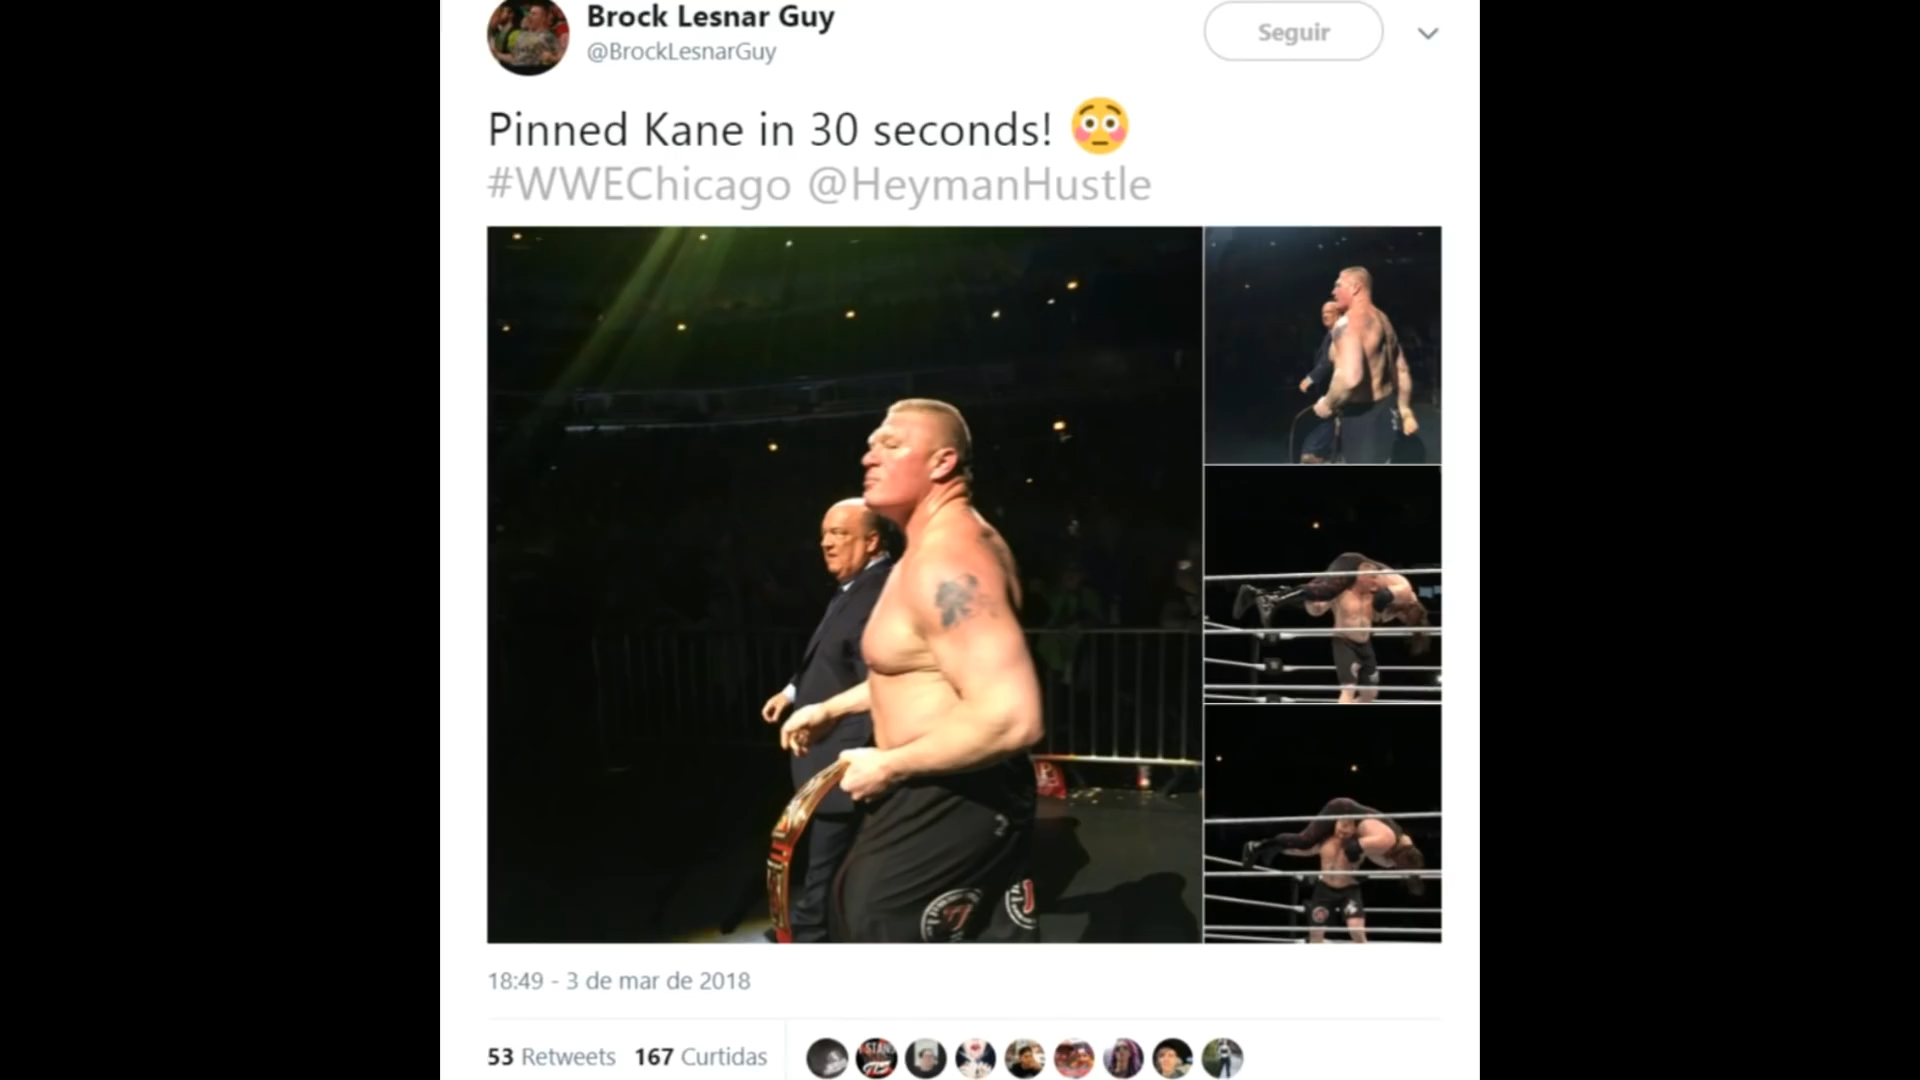 Brock Lesnar Guy
@BrockLesnarGuy
Seguir
Pinned Kane in 30 seconds! 😳
#WWEChicago @HeymanHustle
18:49 - 3 de mar de 2018
53 Retweets 167 Curtidas